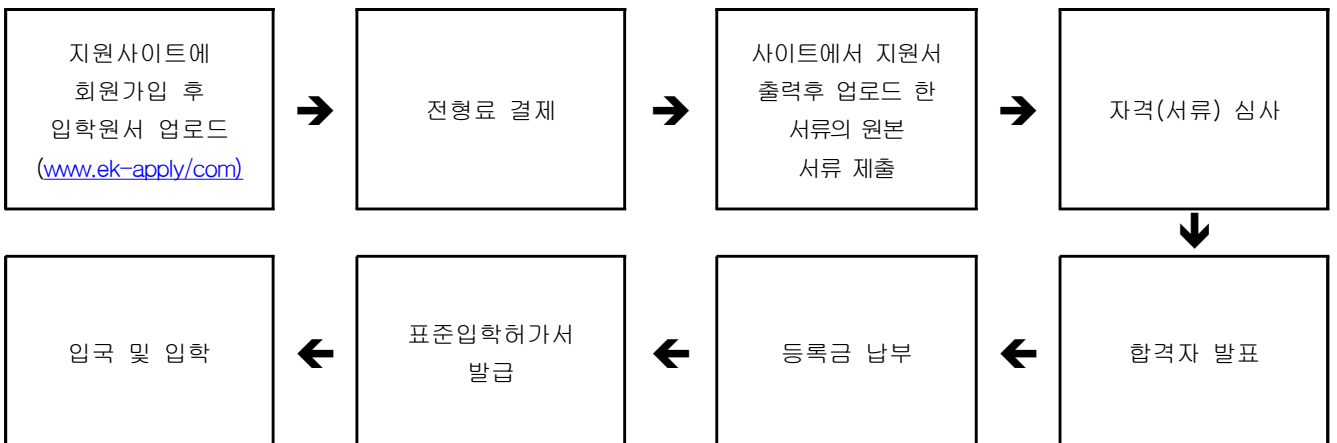 지원사이트에
회원가입 후
입학원서 업로드
(www.ek-apply/com)
전형료 결제
사이트에서 지원서
출력후 업로드 한
서류의 원본
서류 제출
자격(서류) 심사
합격자 발표
등록금 납부
표준입학허가서
발급
입국 및 입학